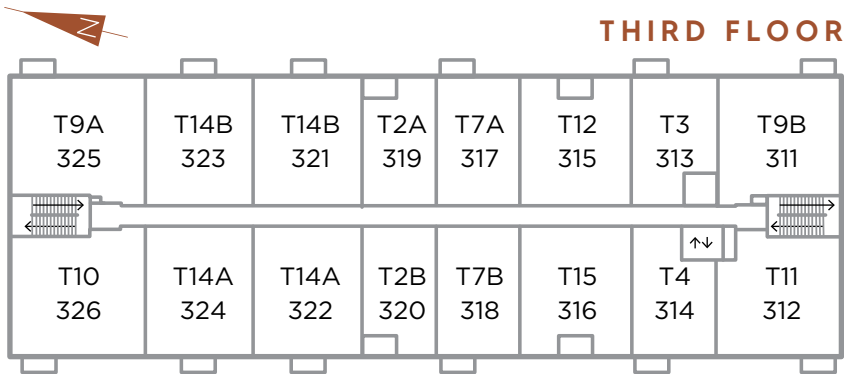 N
THIRD FLOOR
T9A
325
T14B
323
T14B
321
T2A
319
T7A
317
T12
315
T3
313
T9B
311
T10
326
T14A
324
T14A
322
T2B
320
T7B
318
T15
316
T4
314
T11
312